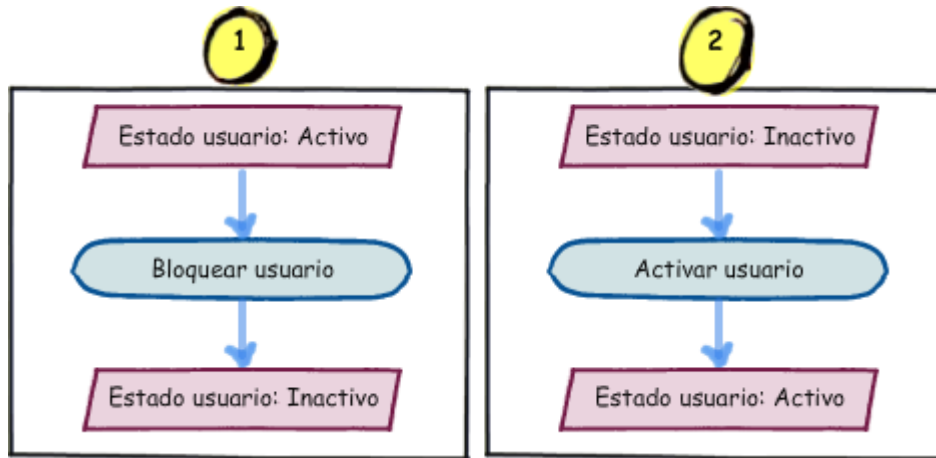 1
Estado usuario: Activo
Bloquear usuario
Estado usuario: Inactivo
2
Estado usuario: Inactivo
Activar usuario
Estado usuario: Activo